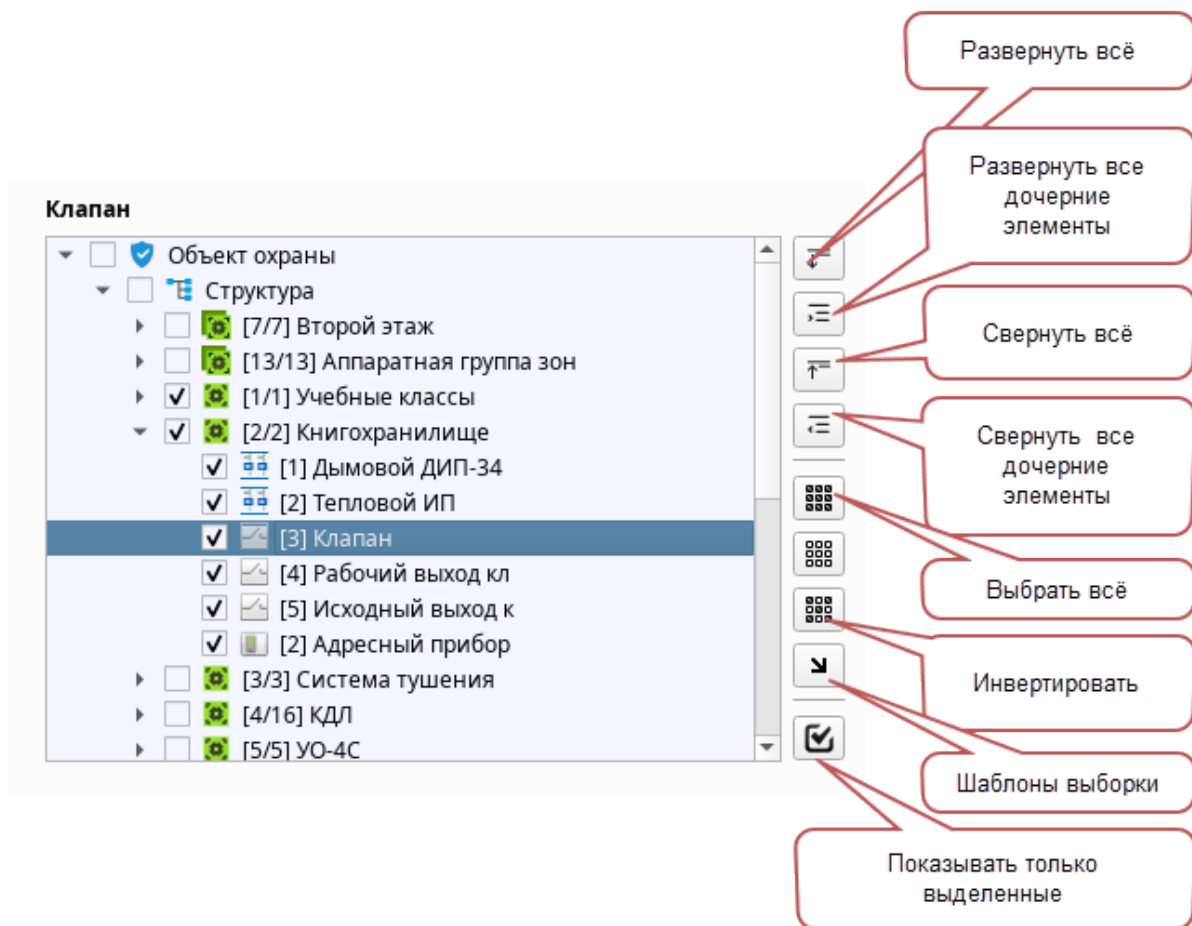 Развернуть всё
Развернуть все
дочерние
элементы
Клапан
Объект охраны
Структура
[7/7] Второй этаж
[13/13] Аппаратная группа зон
Свернуть всё
[1/1] Учебные классы
[2/2] Книгохранилище
Свернуть все
дочерние
элементы
[1] Дымовой ДИП-34
[2] Тепловой ИП
[3] Клапан
[4] Рабочий выход кл
Выбрать всё
[5] Исходный выход к
[2] Адресный прибор
[3/3] Система тушения
Инвертировать
[4/16] КДЛ
[5/5] УО-4С
Шаблоны выборки
Показывать только
выделенные